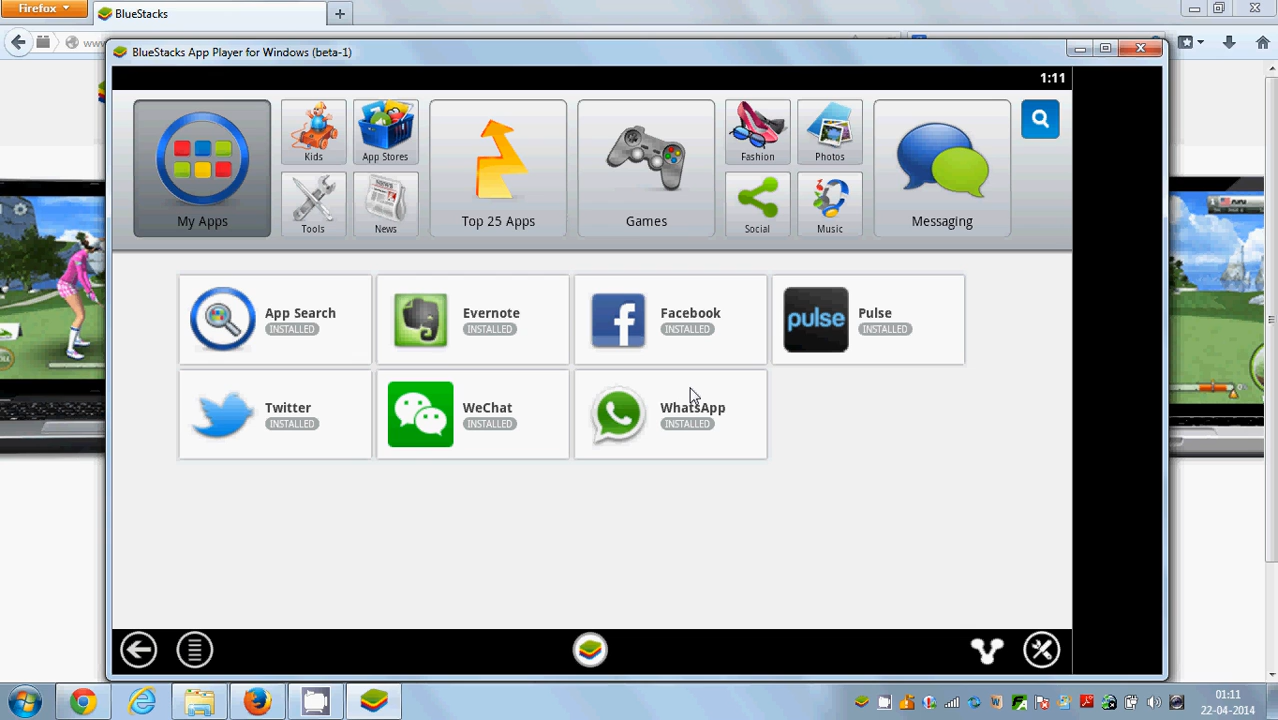 Firefox
BlueStacks
www
BlueStacks App Player for Windows (beta-1)
1:11
My Apps
Kids
App Stores
Tools
News
Top 25 Apps
Games
Fashion
Photos
Social
Music
Messaging
App Search
INSTALLED
Evernote
INSTALLED
Facebook
INSTALLED
pulse
Pulse
INSTALLED
Twitter
INSTALLED
WeChat
INSTALLED
WhatsApp
INSTALLED
01:11
22-04-2014